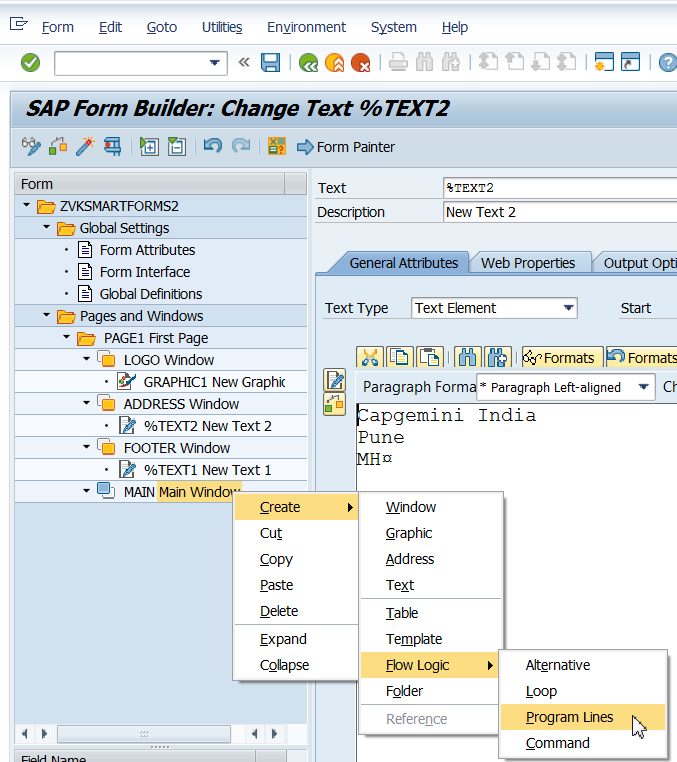 Form Edit Goto Utilities Environment System Help
SAP Form Builder: Change Text %TEXT2
Form Painter
Form
ZVKSMARTFORMS2
Global Settings
Form Attributes
Form Interface
Global Definitions
Pages and Windows
PAGE1 First Page
LOGO Window
GRAPHIC1 New Graphic
ADDRESS Window
%TEXT2 New Text 2
FOOTER Window
%TEXT1 New Text 1
MAIN Main Window
Text %TEXT2
Description New Text 2
General Attributes Web Properties Output Opti
Text Type Text Element Start
Formats Formats
Paragraph Forma * Paragraph Left-aligned Ch
Capgemini India
Pune
MH¤
Create
Cut
Copy
Paste
Delete
Expand
Collapse
Window
Graphic
Address
Text
Table
Template
Flow Logic
Folder
Reference
Alternative
Loop
Program Lines
Command
Field Name